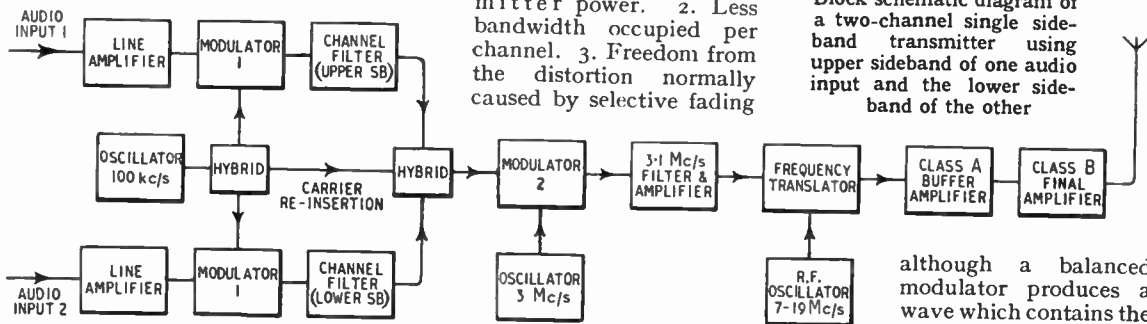 mitter power. 2. Less
bandwidth occupied per
channel. 3. Freedom from
the distortion normally
caused by selective fading
Block schematic diagram of
a two-channel single side-
band transmitter using
upper sideband of one audio
input and the lower side-
band of the other
AUDIO
INPUT 1
LINE
AMPLIFIER
MODULATOR
1
CHANNEL
FILTER
(UPPER SB)
OSCILLATOR
100 kc/s
HYBRID
CARRIER
RE-INSERTION
HYBRID
MODULATOR
2
3·1 Mc/s
FILTER &
AMPLIFIER
FREQUENCY
TRANSLATOR
CLASS A
BUFFER
AMPLIFIER
CLASS B
FINAL
AMPLIFIER
AUDIO
INPUT 2
LINE
AMPLIFIER
MODULATOR
1
CHANNEL
FILTER
(LOWER SB)
OSCILLATOR
3 Mc/s
R.F.
OSCILLATOR
7-19Mc/s
although a balanced
modulator produces a
wave which contains the